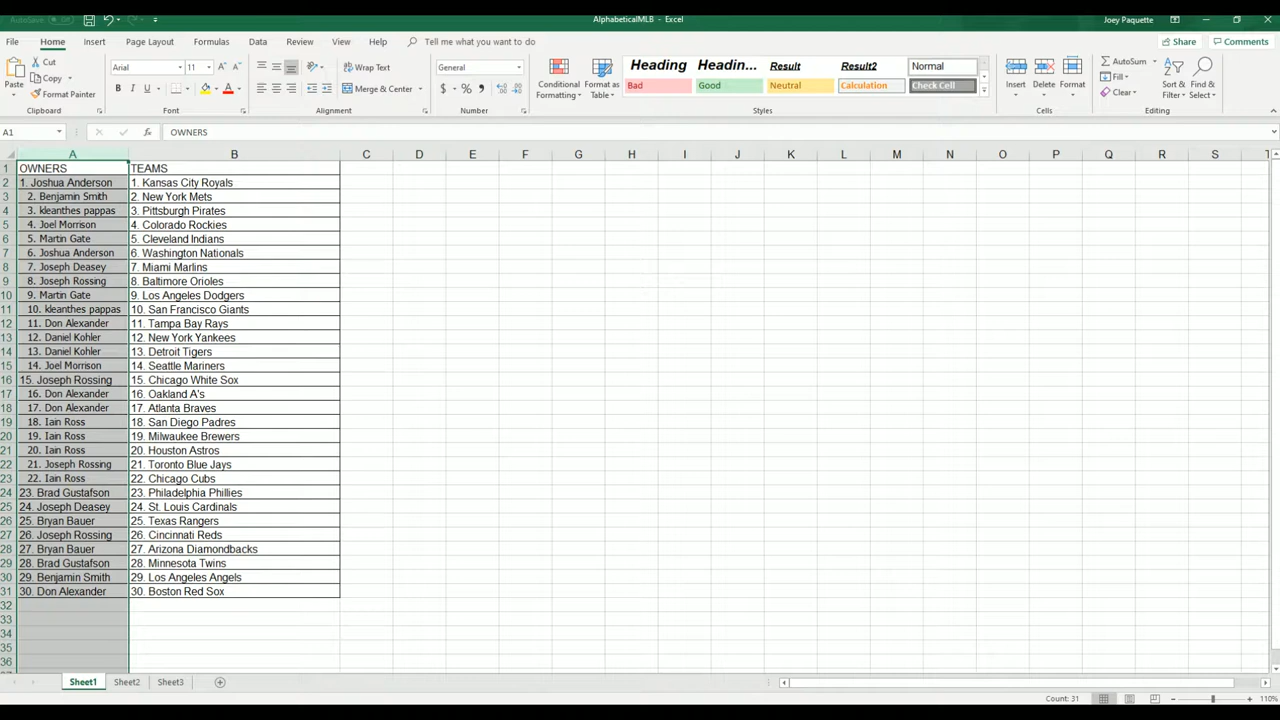 AutoSave Off AlphabeticalMLB - Excel Joey Paquette
File Home Insert Page Layout Formulas Data Review View Help Tell me what you want to do Share Comments
Paste Cut Copy Format Painter Clipboard
Arial 11 Font
Wrap Text Merge & Center Alignment
General Number
Conditional Formatting Format as Table
Heading Headin... Result Result2 Normal
Bad Good Neutral Calculation Check Cell
Styles
Insert Delete Format Cells
AutoSum Fill Clear Sort & Filter Find & Select Editing
A1 fx OWNERS
A B C D E F G H I J K L M N O P Q R S T
1 OWNERS TEAMS
2 1. Joshua Anderson 1. Kansas City Royals
3 2. Benjamin Smith 2. New York Mets
4 3. kleanthes pappas 3. Pittsburgh Pirates
5 4. Joel Morrison 4. Colorado Rockies
6 5. Martin Gate 5. Cleveland Indians
7 6. Joshua Anderson 6. Washington Nationals
8 7. Joseph Deasey 7. Miami Marlins
9 8. Joseph Rossing 8. Baltimore Orioles
10 9. Martin Gate 9. Los Angeles Dodgers
11 10. kleanthes pappas 10. San Francisco Giants
12 11. Don Alexander 11. Tampa Bay Rays
13 12. Daniel Kohler 12. New York Yankees
14 13. Daniel Kohler 13. Detroit Tigers
15 14. Joel Morrison 14. Seattle Mariners
16 15. Joseph Rossing 15. Chicago White Sox
17 16. Don Alexander 16. Oakland A's
18 17. Don Alexander 17. Atlanta Braves
19 18. Iain Ross 18. San Diego Padres
20 19. Iain Ross 19. Milwaukee Brewers
21 20. Iain Ross 20. Houston Astros
22 21. Joseph Rossing 21. Toronto Blue Jays
23 22. Iain Ross 22. Chicago Cubs
24 23. Brad Gustafson 23. Philadelphia Phillies
25 24. Joseph Deasey 24. St. Louis Cardinals
26 25. Bryan Bauer 25. Texas Rangers
27 26. Joseph Rossing 26. Cincinnati Reds
28 27. Bryan Bauer 27. Arizona Diamondbacks
29 28. Brad Gustafson 28. Minnesota Twins
30 29. Benjamin Smith 29. Los Angeles Angels
31 30. Don Alexander 30. Boston Red Sox
32
33
34
35
36
Sheet1 Sheet2 Sheet3
Count: 31 110%